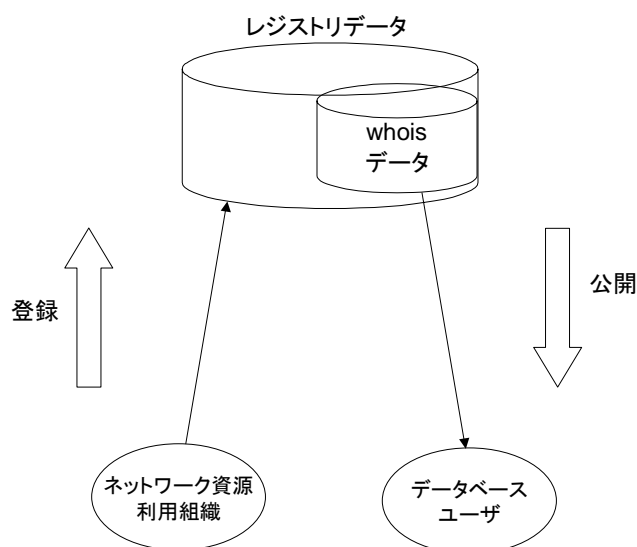 レジストリデータ
whois
データ
登録
公開
ネットワーク資源
利用組織
データベース
ユーザ